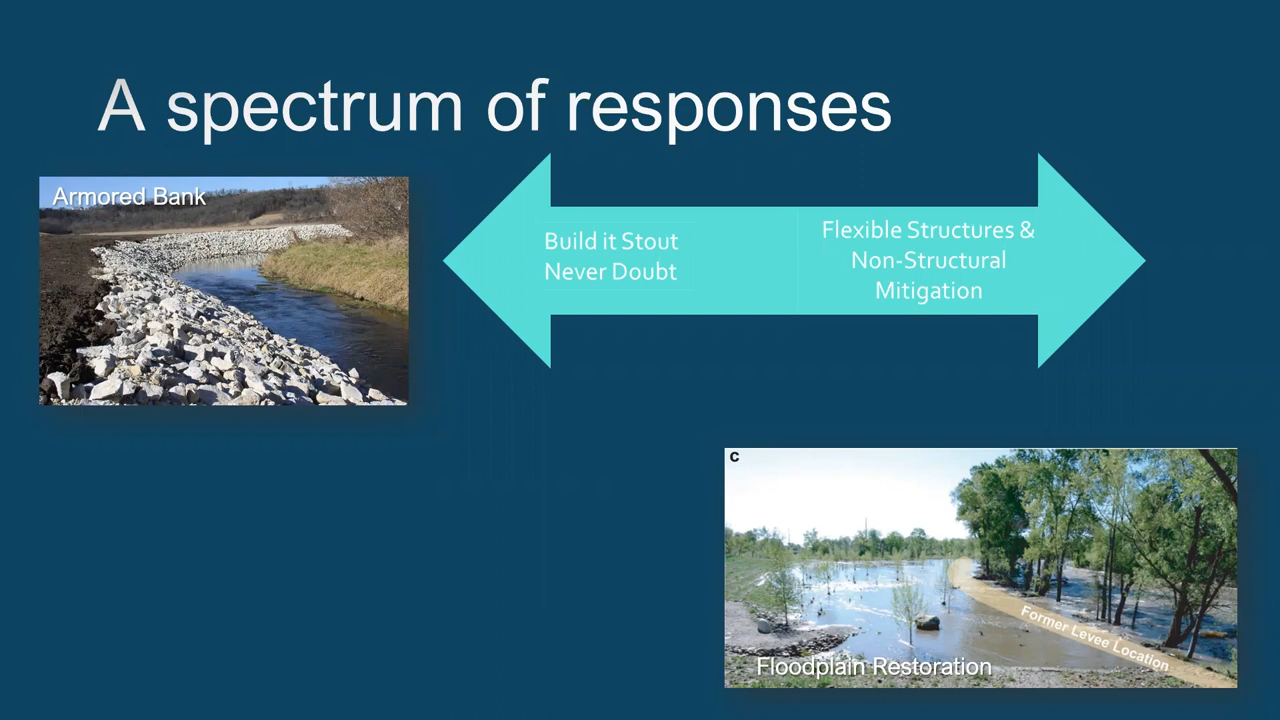 A spectrum of responses
Armored Bank
Build it Stout
Never Doubt
Flexible Structures &
Non-Structural
Mitigation
c
Former Levee Location
Floodplain Restoration